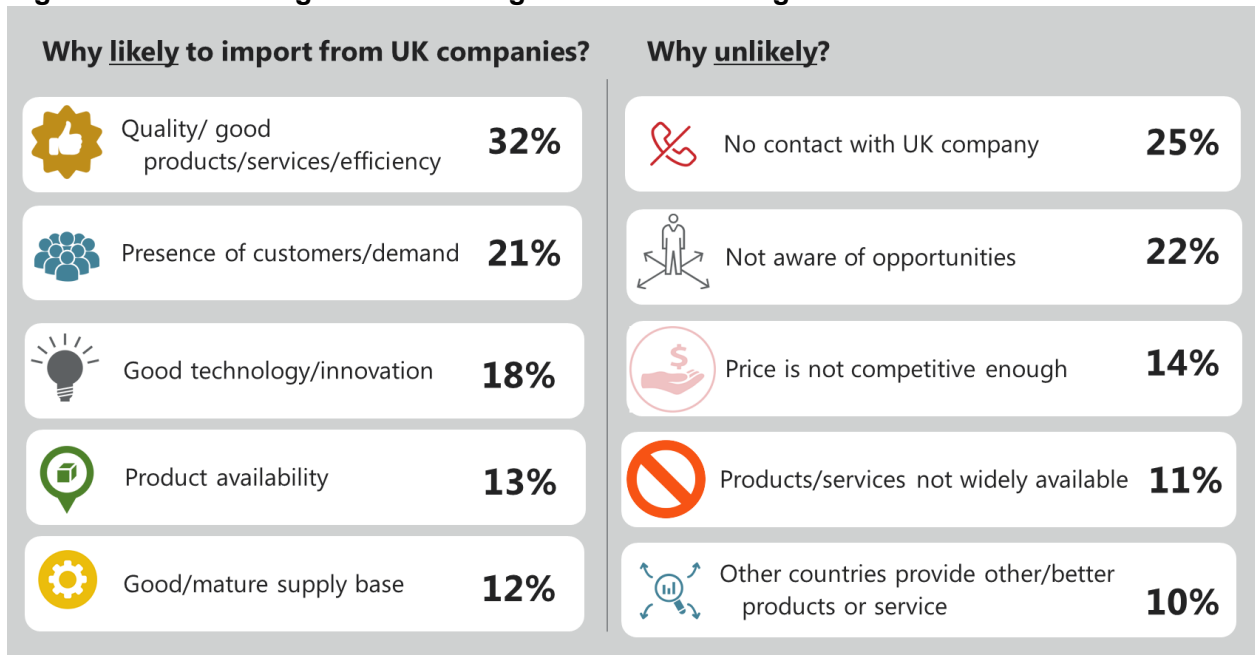 Why likely to import from UK companies?
Quality/ good
products/services/efficiency
32%
Presence of customers/demand 21%
Good technology/innovation 18%
Product availability 13%
Good/mature supply base 12%
Why unlikely?
No contact with UK company 25%
Not aware of opportunities 22%
$
Price is not competitive enough 14%
Products/services not widely available 11%
Other countries provide other/better
products or service
10%